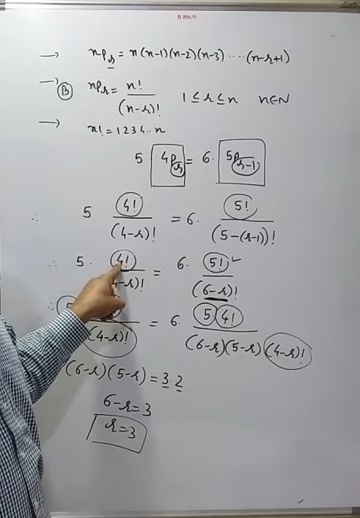 → nPr = n(n-1)(n-2)(n-3) .... (n-r+1)
→ Ⓑ nPr = n! / (n-r)!   1 ≤ r ≤ n   n∈N
→ n! = 1 2 3 4 .. n
5 4Pr = 6 · 5Pr-1
∴ 5 4! / (4-r)! = 6 · 5! / (5-(r-1))!
∴ 5 · 4! / (4-r)! = 6 · 5! / (6-r)! ✓
∴ / (4-r)! = 6 · 5 4! / (6-r)(5-r)(4-r)!
(6-r)(5-r) = 3 · 2
6-r = 3
r = 3